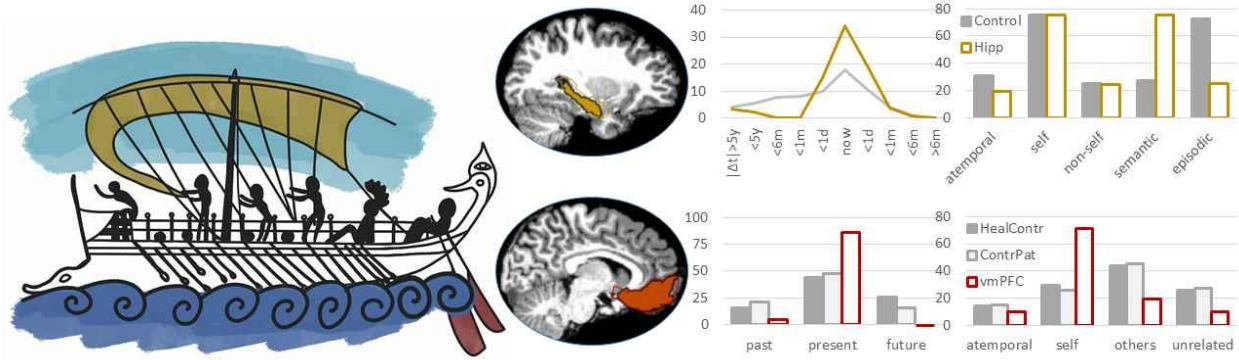 40
30
20
10
0
|Δt|>5y
<5y
<6m
<1m
<1d
now
<1d
<1m
<6m
>6m
80
60
40
20
0
Control
Hipp
atemporal
self
non-self
semantic
episodic
100
75
50
25
0
past
present
future
80
60
40
20
0
HealContr
ContrPat
vmPFC
atemporal
self
others
unrelated